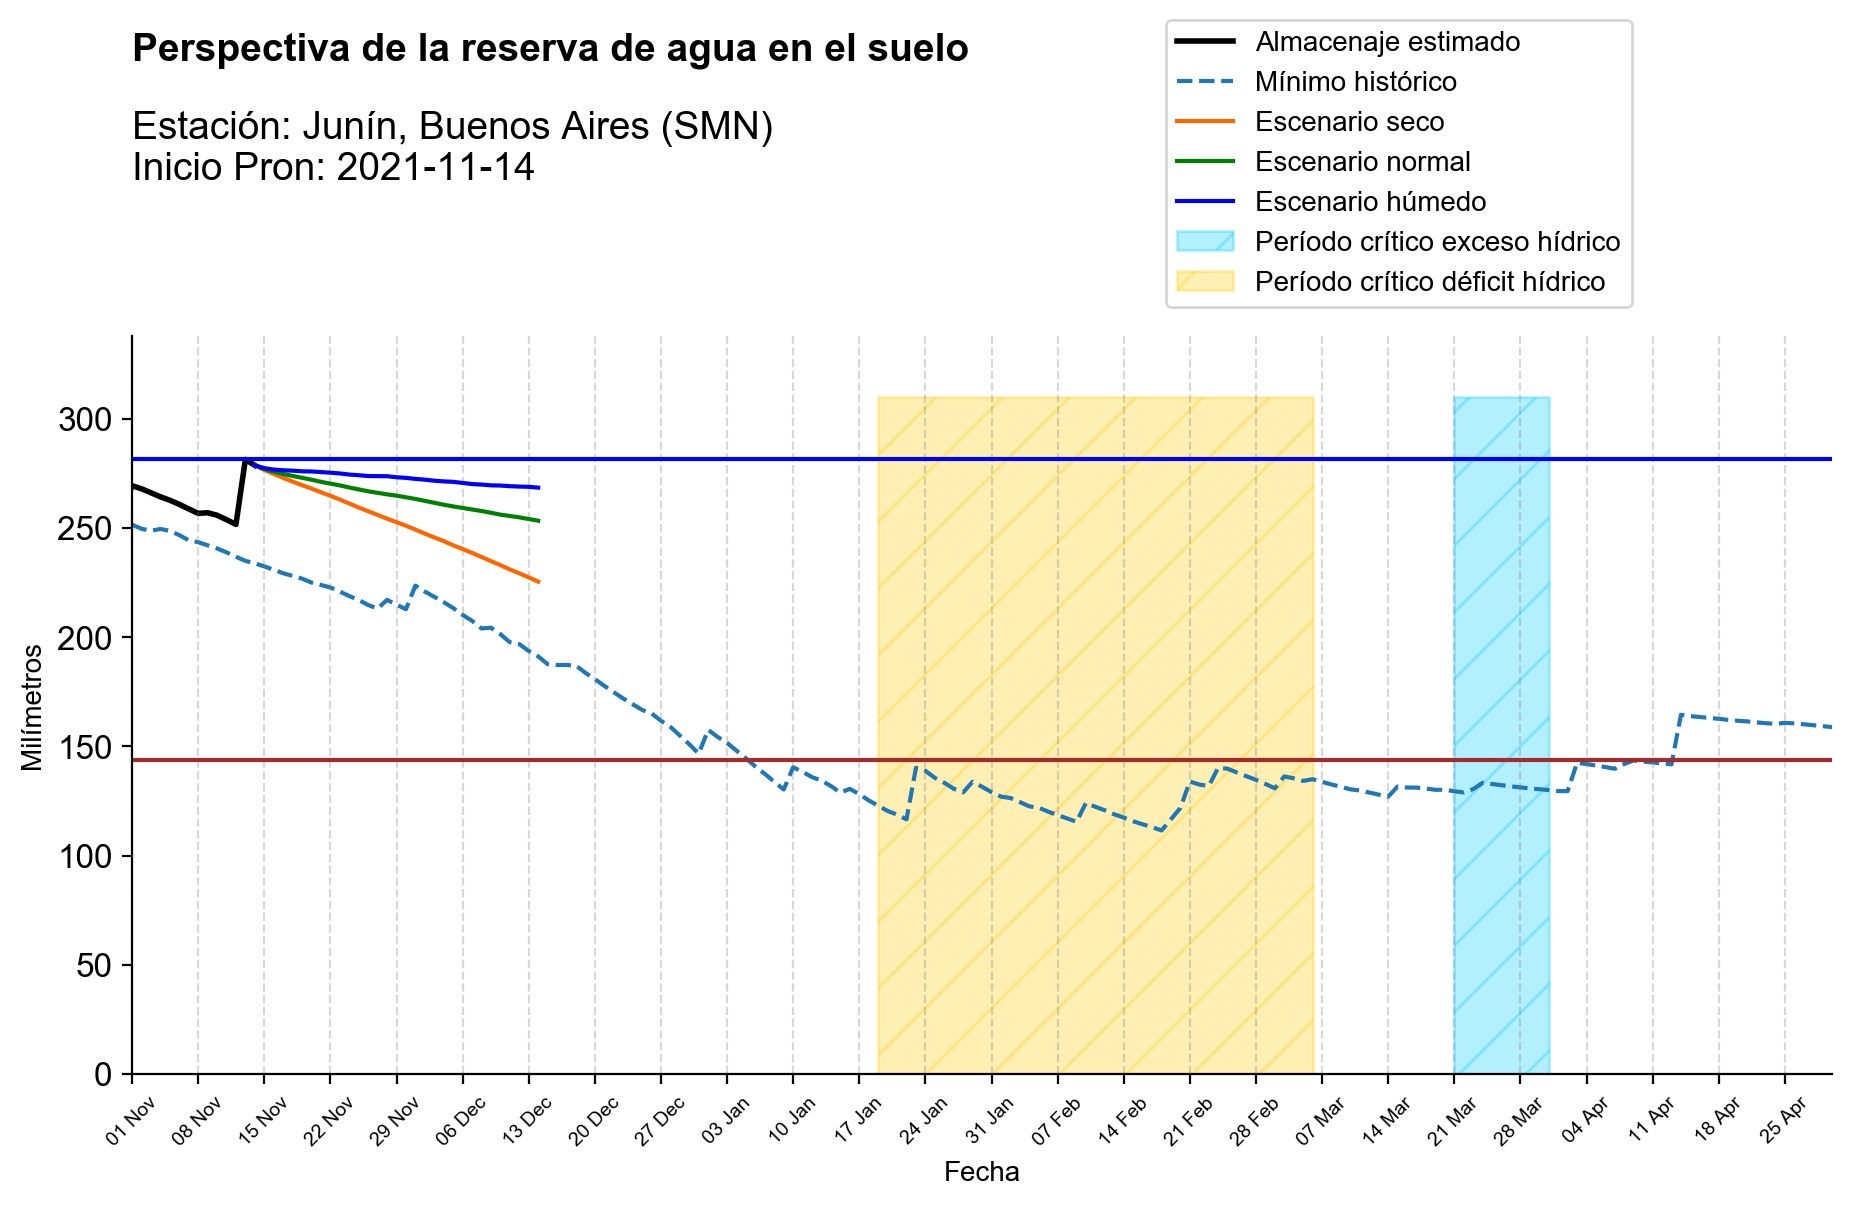 Perspectiva de la reserva de agua en el suelo
Estación: Junín, Buenos Aires (SMN)
Inicio Pron: 2021-11-14
Almacenaje estimado
Mínimo histórico
Escenario seco
Escenario normal
Escenario húmedo
Período crítico exceso hídrico
Período crítico déficit hídrico
Milímetros
300
250
200
150
100
50
0
01 Nov
08 Nov
15 Nov
22 Nov
29 Nov
06 Dec
13 Dec
20 Dec
27 Dec
03 Jan
10 Jan
17 Jan
24 Jan
31 Jan
07 Feb
14 Feb
21 Feb
28 Feb
07 Mar
14 Mar
21 Mar
28 Mar
04 Apr
11 Apr
18 Apr
25 Apr
Fecha